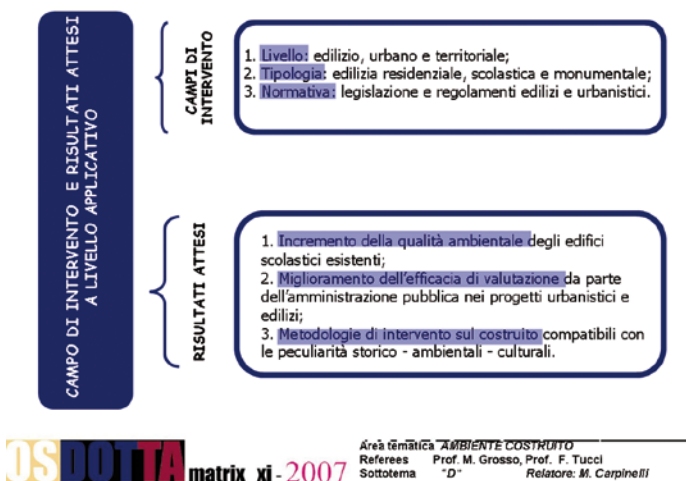 CAMPO DI INTERVENTO E RISULTATI ATTESI
A LIVELLO APPLICATIVO
CAMPI DI
INTERVENTO
1. Livello: edilizio, urbano e territoriale;
2. Tipologia: edilizia residenziale, scolastica e monumentale;
3. Normativa: legislazione e regolamenti edilizi e urbanistici.
RISULTATI ATTESI
1. Incremento della qualità ambientale degli edifici
scolastici esistenti;
2. Miglioramento dell'efficacia di valutazione da parte
dell'amministrazione pubblica nei progetti urbanistici e
edilizi;
3. Metodologie di intervento sul costruito compatibili con
le peculiarità storico - ambientali - culturali.
OSDOTTA matrix xi - 2007
Area tematica AMBIENTE COSTRUITO
Referees Prof. M. Grosso, Prof. F. Tucci
Sottotema "D" Relatore: M. Carpinelli